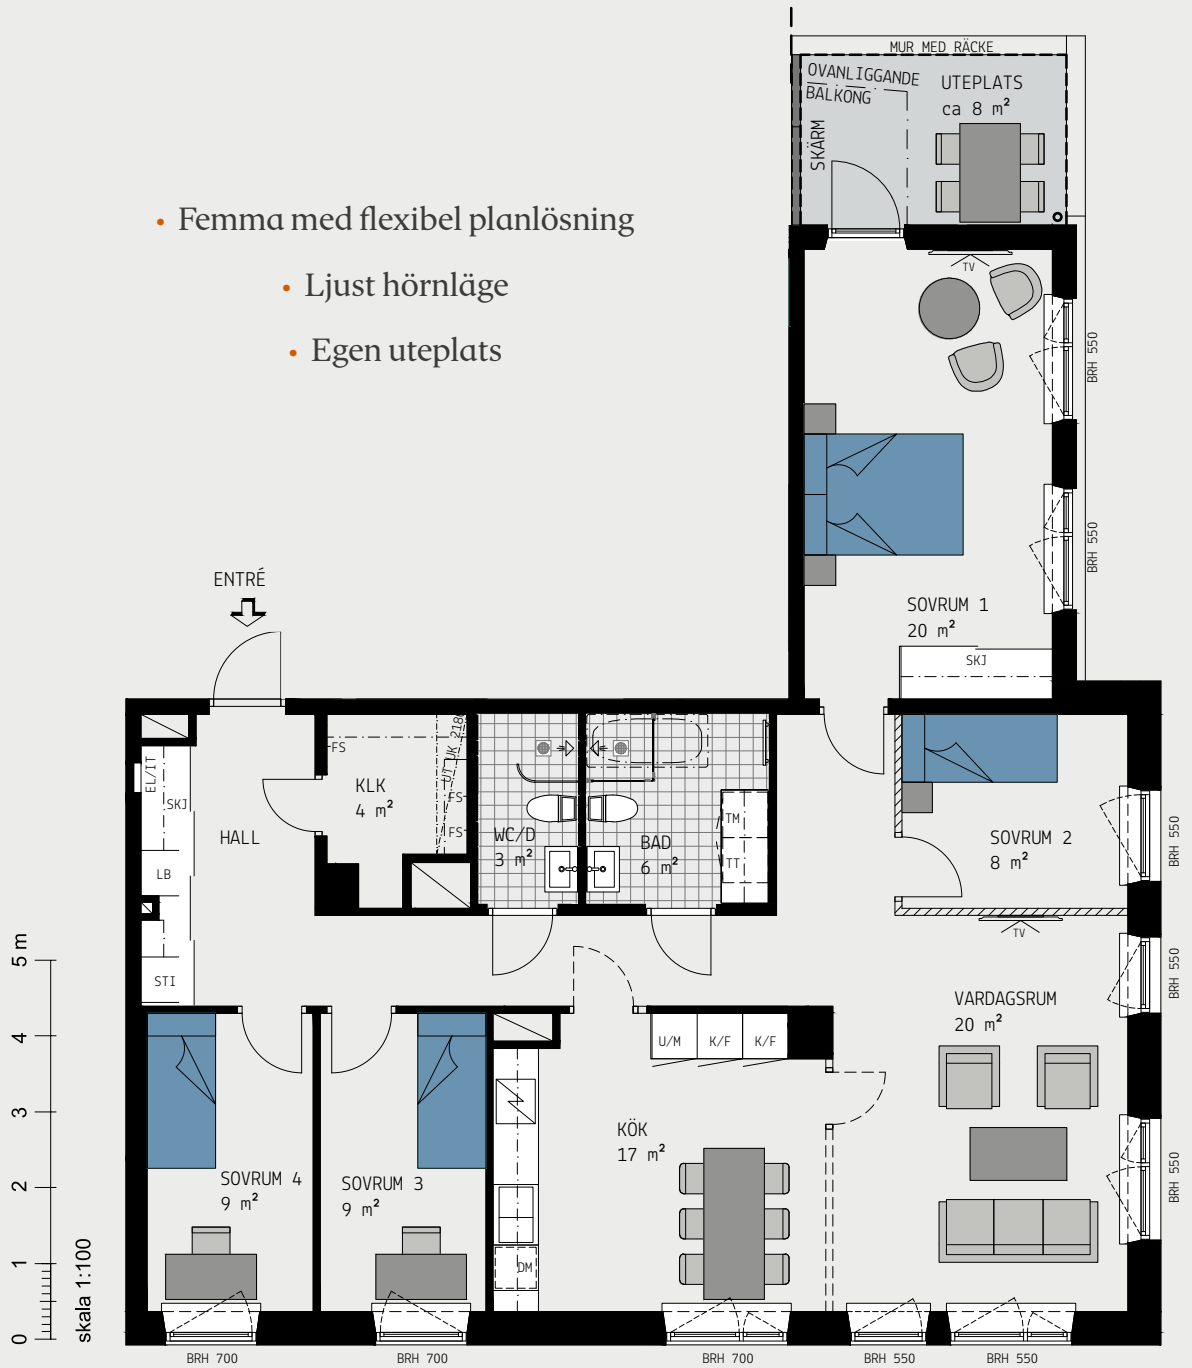 MUR MED RÄCKE
OVANLIGGANDE
BALKONG
UTEPLATS
ca 8 m²
SKÄRM
• Femma med flexibel planlösning
• Ljust hörnläge
• Egen uteplats
TV
BRH 550
BRH 550
ENTRÉ
SOVRUM 1
20 m²
SKJ
EL/IT
SKJ
LB
STI
HALL
FS
KLK
4 m²
FS
FS
WC/D
3 m²
BAD
6 m²
TM
TT
SOVRUM 2
8 m²
BRH 550
TV
BRH 550
VARDAGSRUM
20 m²
U/M
K/F
K/F
KÖK
17 m²
BRH 550
SOVRUM 4
9 m²
SOVRUM 3
9 m²
DM
5 m
4
3
2
1
0
skala 1:100
BRH 700
BRH 700
BRH 700
BRH 550
BRH 550